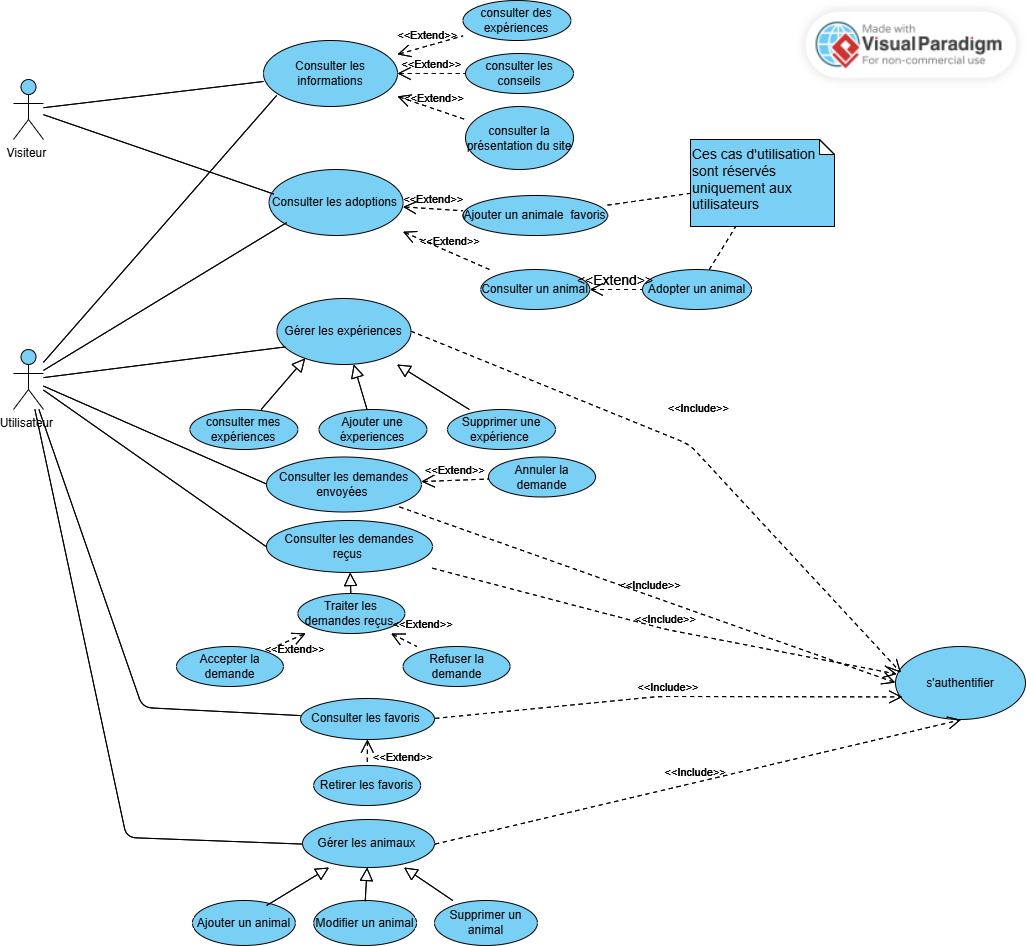 consulter des
expériences
<<Extend>>
Made with
Visual Paradigm
For non-commercial use
Consulter les
informations
<<Extend>>
consulter les
conseils
<<Extend>>
consulter la
présentation du site
Visiteur
Ces cas d'utilisation
sont réservés
uniquement aux
utilisateurs
Consulter les adoptions
<<Extend>>
Ajouter un animale  favoris
<<Extend>>
Consulter un animal
<<Extend>>
Adopter un animal
Gérer les expériences
Utilisateur
consulter mes
expériences
Ajouter une
éxperiences
Supprimer une
expérience
<<Include>>
Consulter les demandes
envoyées
<<Extend>>
Annuler la
demande
Consulter les demandes
reçus
<<Include>>
<<Include>>
Traiter les
demandes reçus
<<Extend>>
<<Extend>>
Accepter la
demande
Refuser la
demande
s'authentifier
<<Include>>
Consulter les favoris
<<Extend>>
Retirer les favoris
<<Include>>
Gérer les animaux
Ajouter un animal
Modifier un animal
Supprimer un
animal